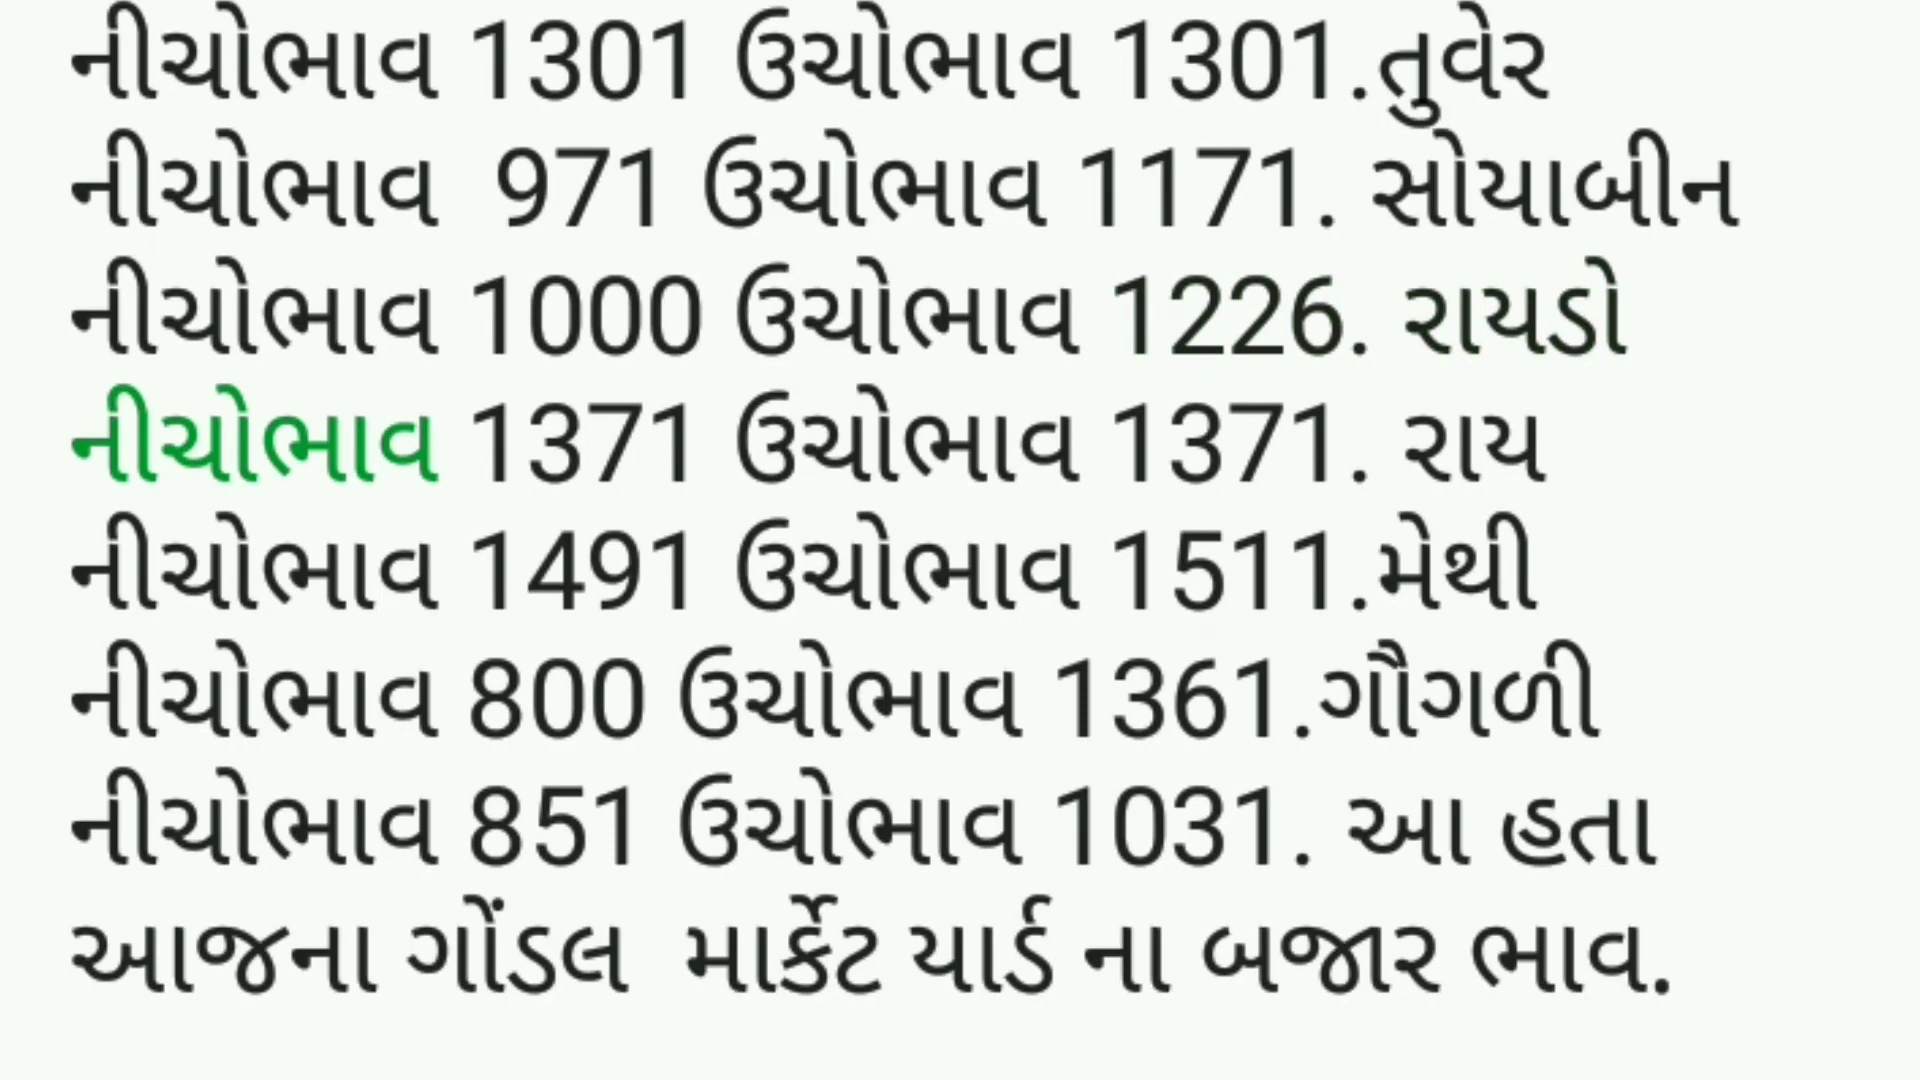 નીચોભાવ 1301 ઉચોભાવ 1301.તુવેર
નીચોભાવ 971 ઉચોભાવ 1171. સોયાબીન
નીચોભાવ 1000 ઉચોભાવ 1226. રાયડો
નીચોભાવ 1371 ઉચોભાવ 1371. રાય
નીચોભાવ 1491 ઉચોભાવ 1511.મેથી
નીચોભાવ 800 ઉચોભાવ 1361.ગૌગળી
નીચોભાવ 851 ઉચોભાવ 1031. આ હતા
આજના ગોંડલ માર્કેટ યાર્ડ ના બજાર ભાવ.